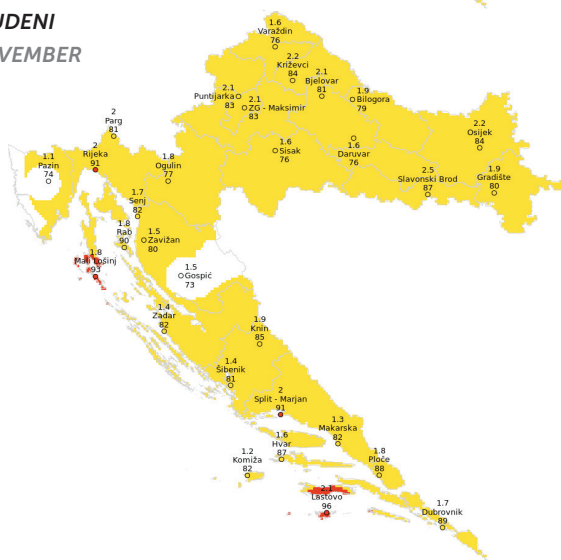 UDENI
VEMBER
1.6
Varaždin
76
2.2
Križevci
84
2.1
Bjelovar
81
2.1
Puntijarka
83
2.1
ZG - Maksimir
83
1.9
Bilogora
79
2
Parg
81
2.2
Osijek
84
2
Rijeka
91
1.6
Sisak
76
1.6
Daruvar
76
1.1
Pazin
74
1.8
Ogulin
77
2.5
Slavonski Brod
87
1.9
Gradište
80
1.7
Senj
82
1.8
Rab
90
1.5
Zavižan
80
1.8
Mali Lošinj
93
1.5
Gospić
73
1.4
Zadar
82
1.9
Knin
85
1.4
Šibenik
81
2
Split - Marjan
91
1.3
Makarska
82
1.6
Hvar
87
1.2
Komiža
82
1.8
Ploče
88
2.1
Lastovo
96
1.7
Dubrovnik
89